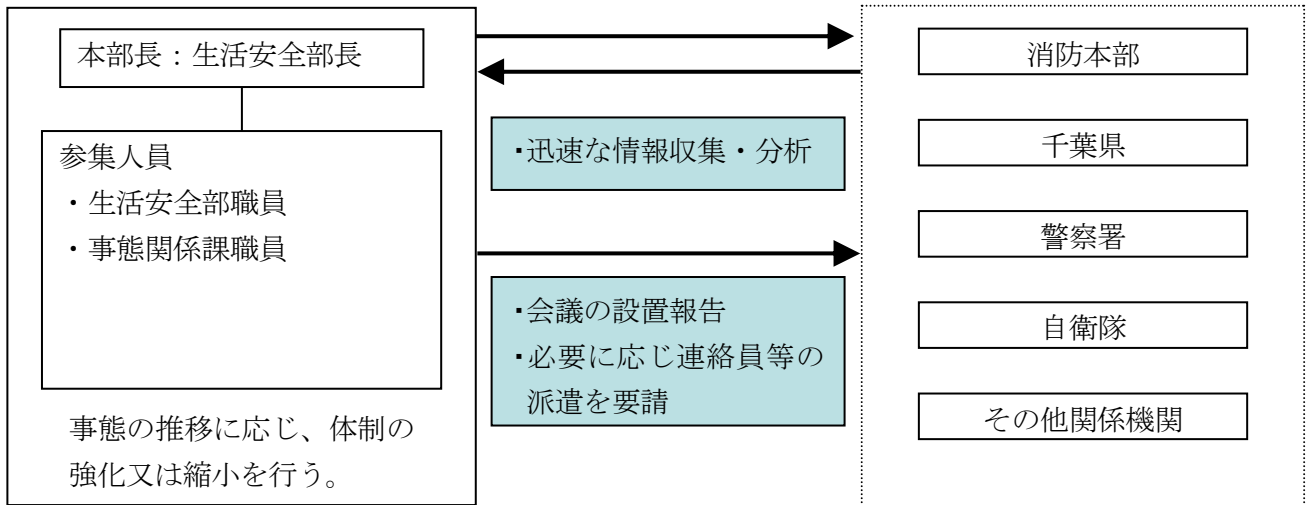 本部長：生活安全部長
参集人員
・生活安全部職員
・事態関係課職員
事態の推移に応じ、体制の
強化又は縮小を行う。
・迅速な情報収集・分析
・会議の設置報告
・必要に応じ連絡員等の
派遣を要請
消防本部
千葉県
警察署
自衛隊
その他関係機関